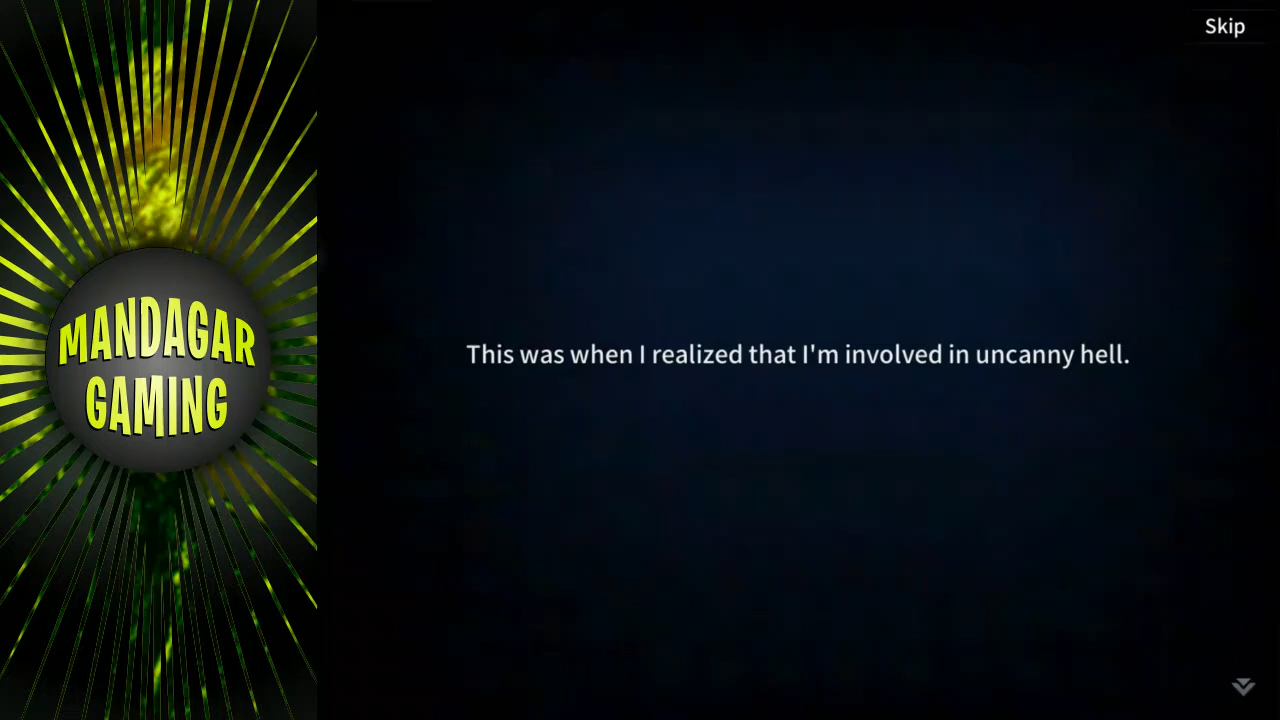 Skip
MANDAGAR
GAMING
This was when I realized that I'm involved in uncanny hell.